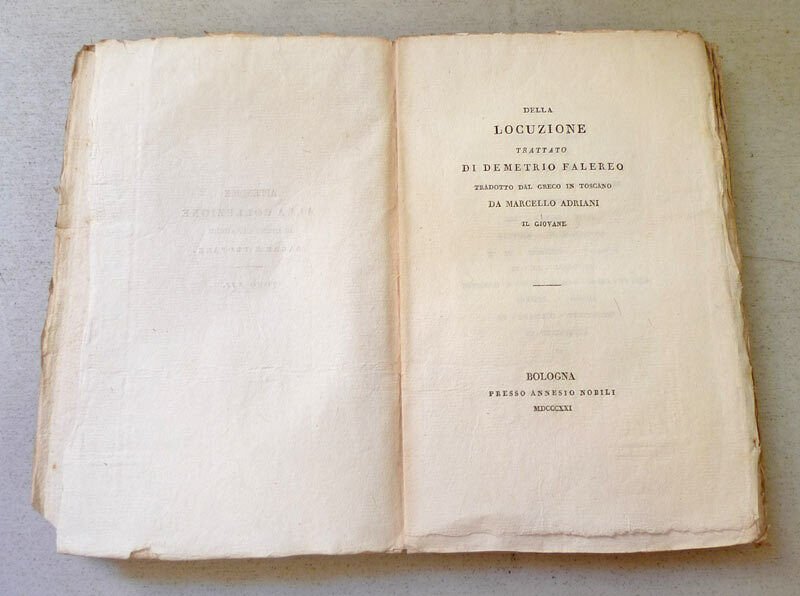 DELLA
LOCUZIONE
TRATTATO
DI DEMETRIO FALEREO
TRADOTTO DAL GRECO IN TOSCANO
DA MARCELLO ADRIANI
IL GIOVANE
BOLOGNA
PRESSO ANNESIO NOBILI
MDCCCXXI